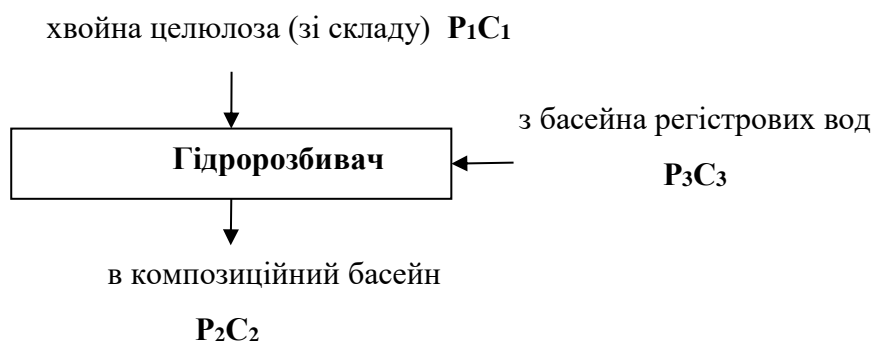 хвойна целюлоза (зі складу) P₁C₁
з басейна регістрових вод
Гідророзбивач
P₃C₃
в композиційний басейн
P₂C₂